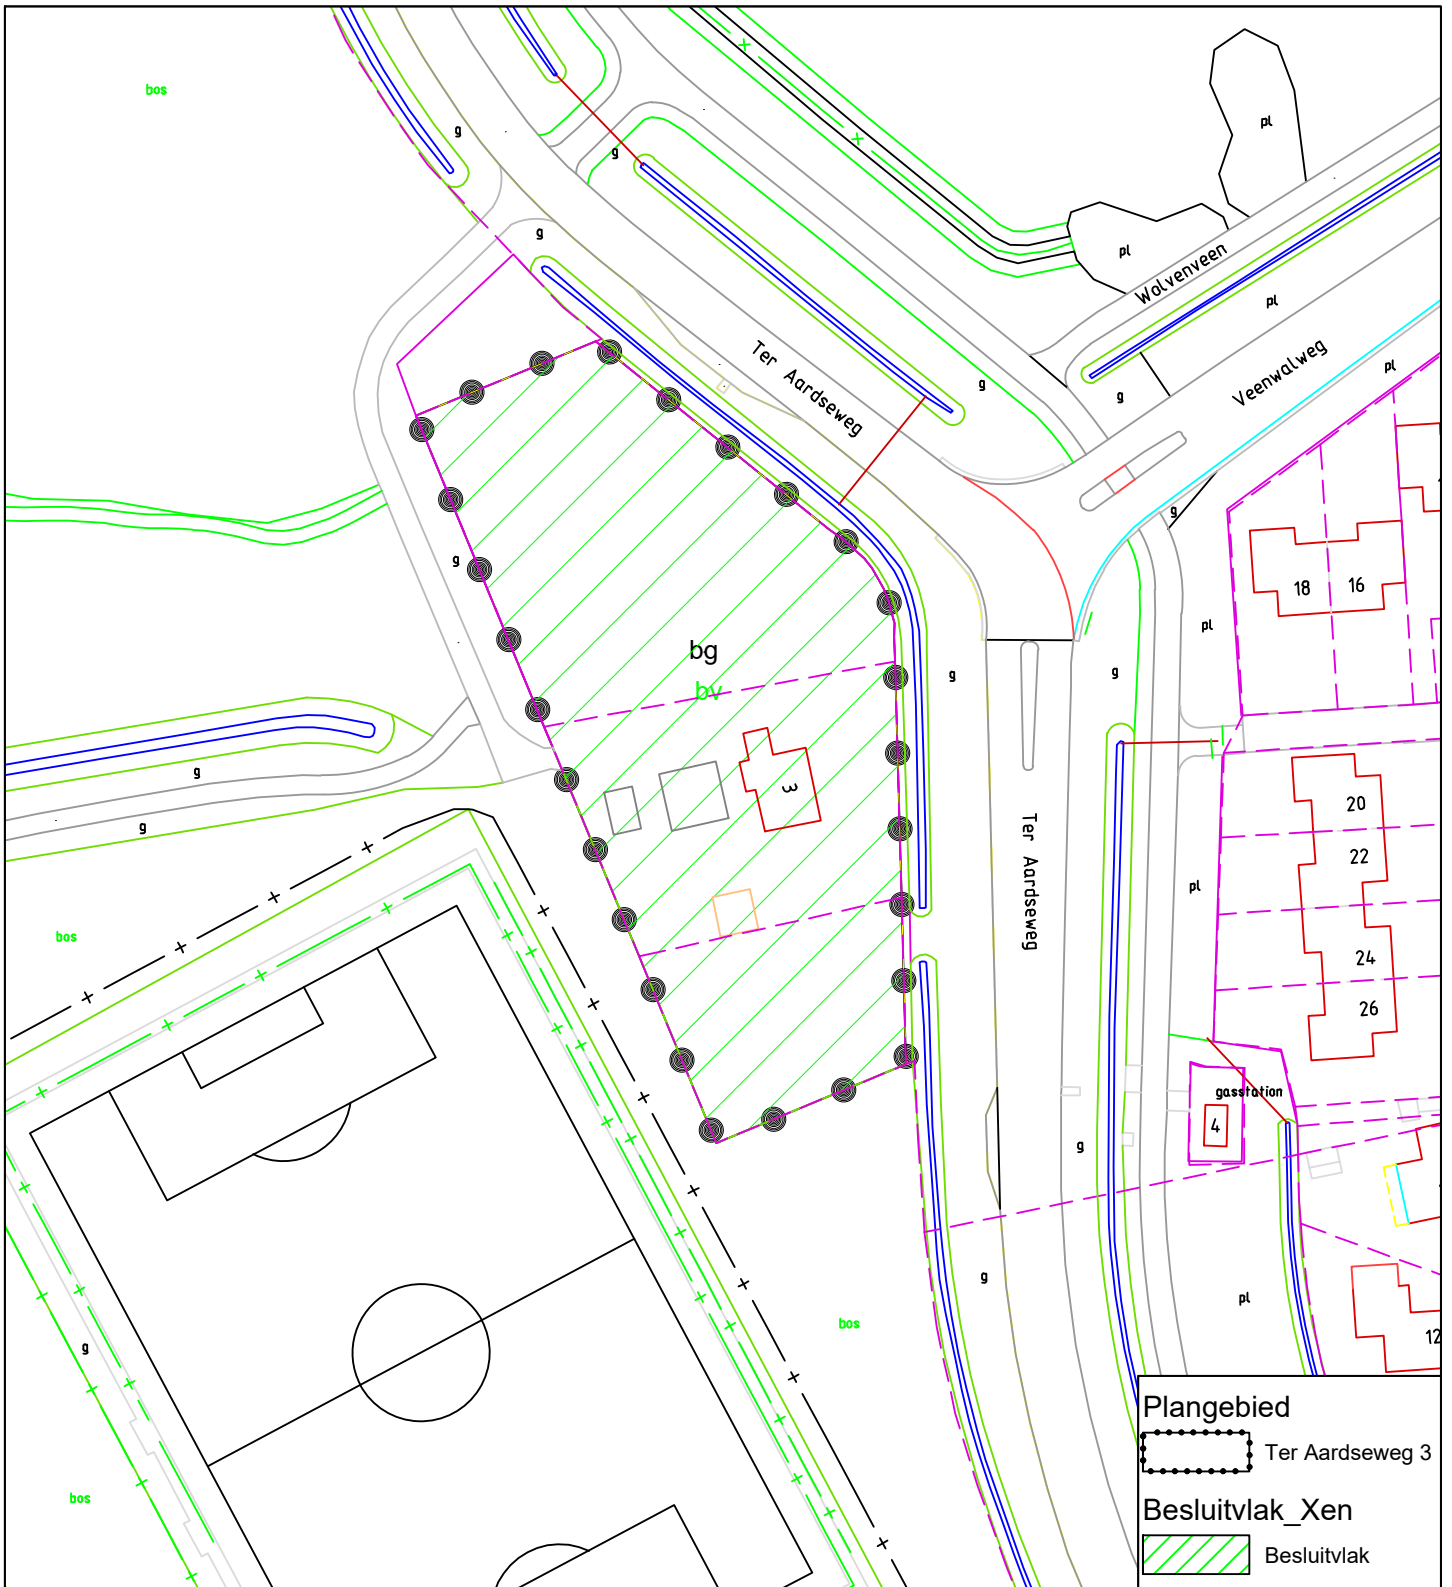 bos
g
g
pl
g
pl
Wolvenveen
pl
Ter Aardseweg
Veenwalweg
pl
g
g
g
g
18
16
pl
bg
g
g
bv
g
3
20
g
22
pl
bos
Ter Aardseweg
24
26
gasstation
4
g
g
pl
bos
g
12
bos
Plangebied
Ter Aardseweg 3
Besluitvlak_Xen
Besluitvlak